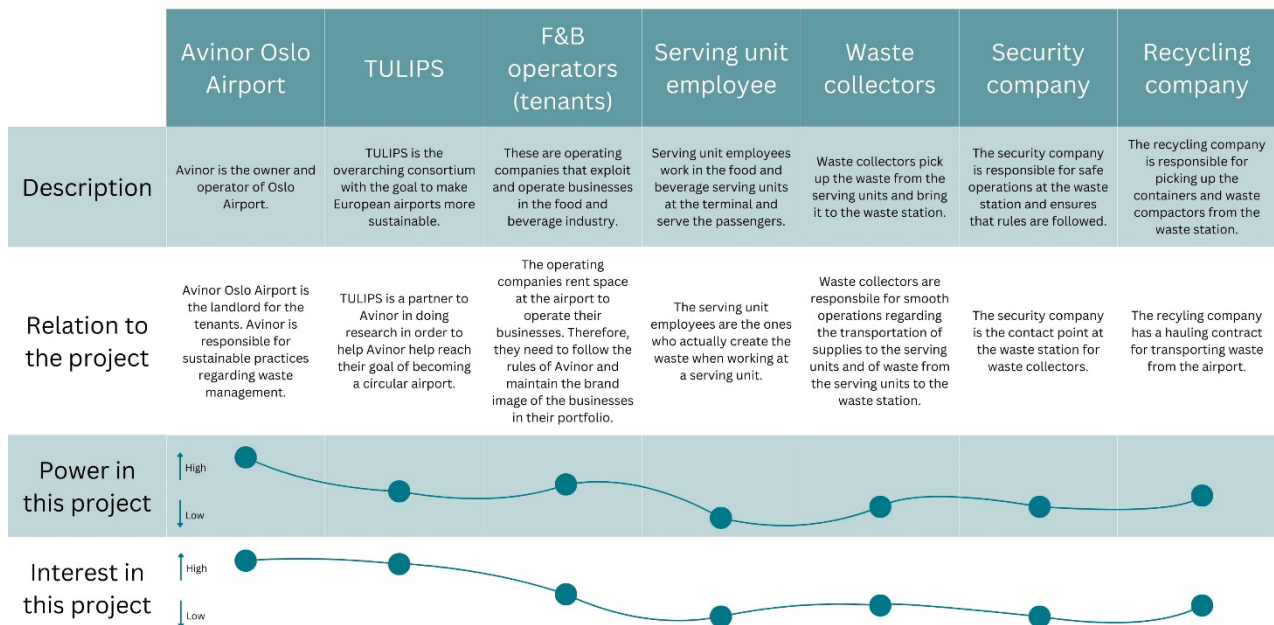 Avinor Oslo
Airport
TULIPS
F&B
operators
(tenants)
Serving unit
employee
Waste
collectors
Security
company
Recycling
company
Description
Avinor is the owner and
operator of Oslo
Airport.
TULIPS is the
overarching consortium
with the goal to make
European airports more
sustainable.
These are operating
companies that exploit
and operate businesses
in the food and
beverage industry.
Serving unit employees
work in the food and
beverage serving units
at the terminal and
serve the passengers.
Waste collectors pick
up the waste from the
serving units and bring
it to the waste station.
The security company
is responsible for safe
operations at the waste
station and ensures
that rules are followed.
The recycling company
is responsible for
picking up the
containers and waste
compactors from the
waste station.
Relation to
the project
Avinor Oslo Airport is
the landlord for the
tenants. Avinor is
responsible for
sustainable practices
regarding waste
management.
TULIPS is a partner to
Avinor in doing
research in order to
help Avinor help reach
their goal of becoming
a circular airport.
The operating
companies rent space
at the airport to
operate their
businesses. Therefore,
they need to follow the
rules of Avinor and
maintain the brand
image of the businesses
in their portfolio.
The serving unit
employees are the ones
who actually create the
waste when working at
a serving unit.
Waste collectors are
responsbile for smooth
operations regarding
the transportation of
supplies to the serving
units and of waste from
the serving units to the
waste station.
The security company
is the contact point at
the waste station for
waste collectors.
The recyling company
has a hauling contract
for transporting waste
from the airport.
Power in
this project
High
Low
Interest in
this project
High
Low